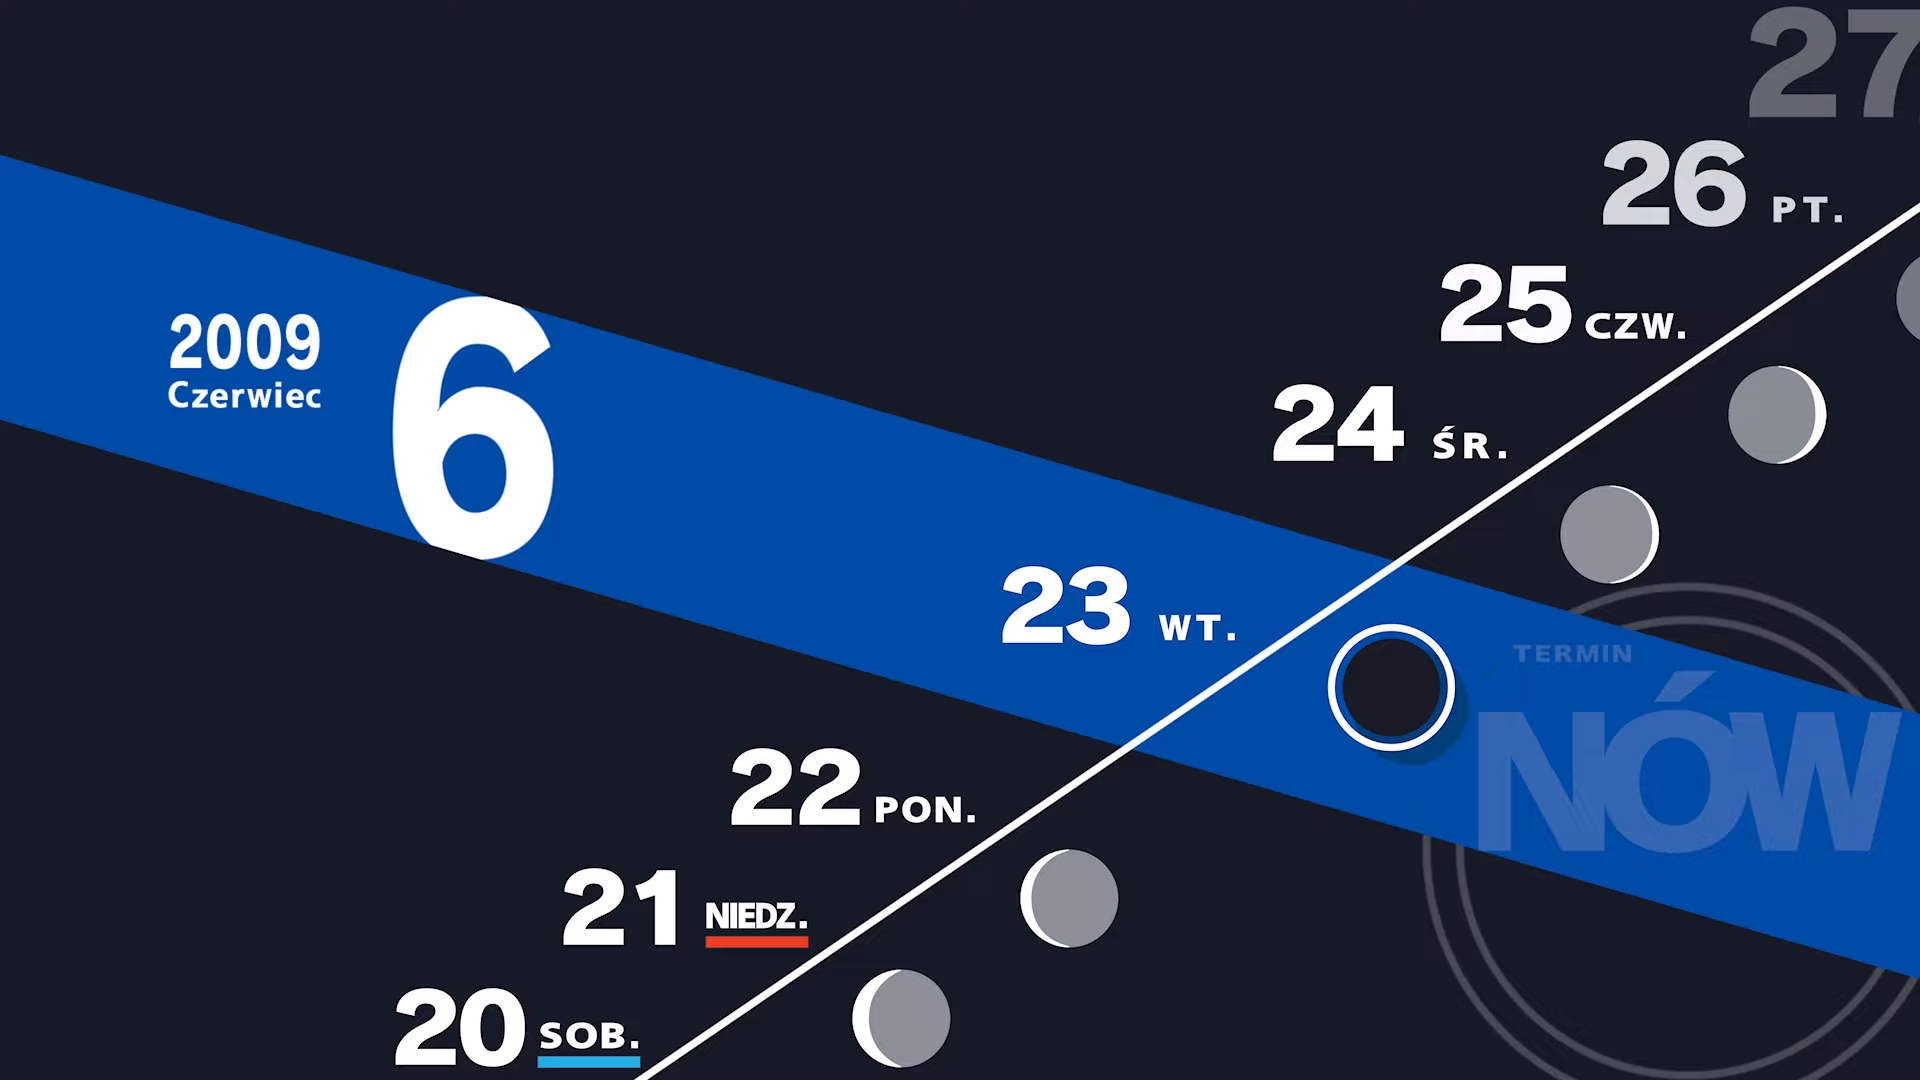 27
26 PT.
25 CZW.
24 ŚR.
2009
Czerwiec
6
23 WT.
TERMIN
NÓW
22 PON.
21 NIEDZ.
20 SOB.